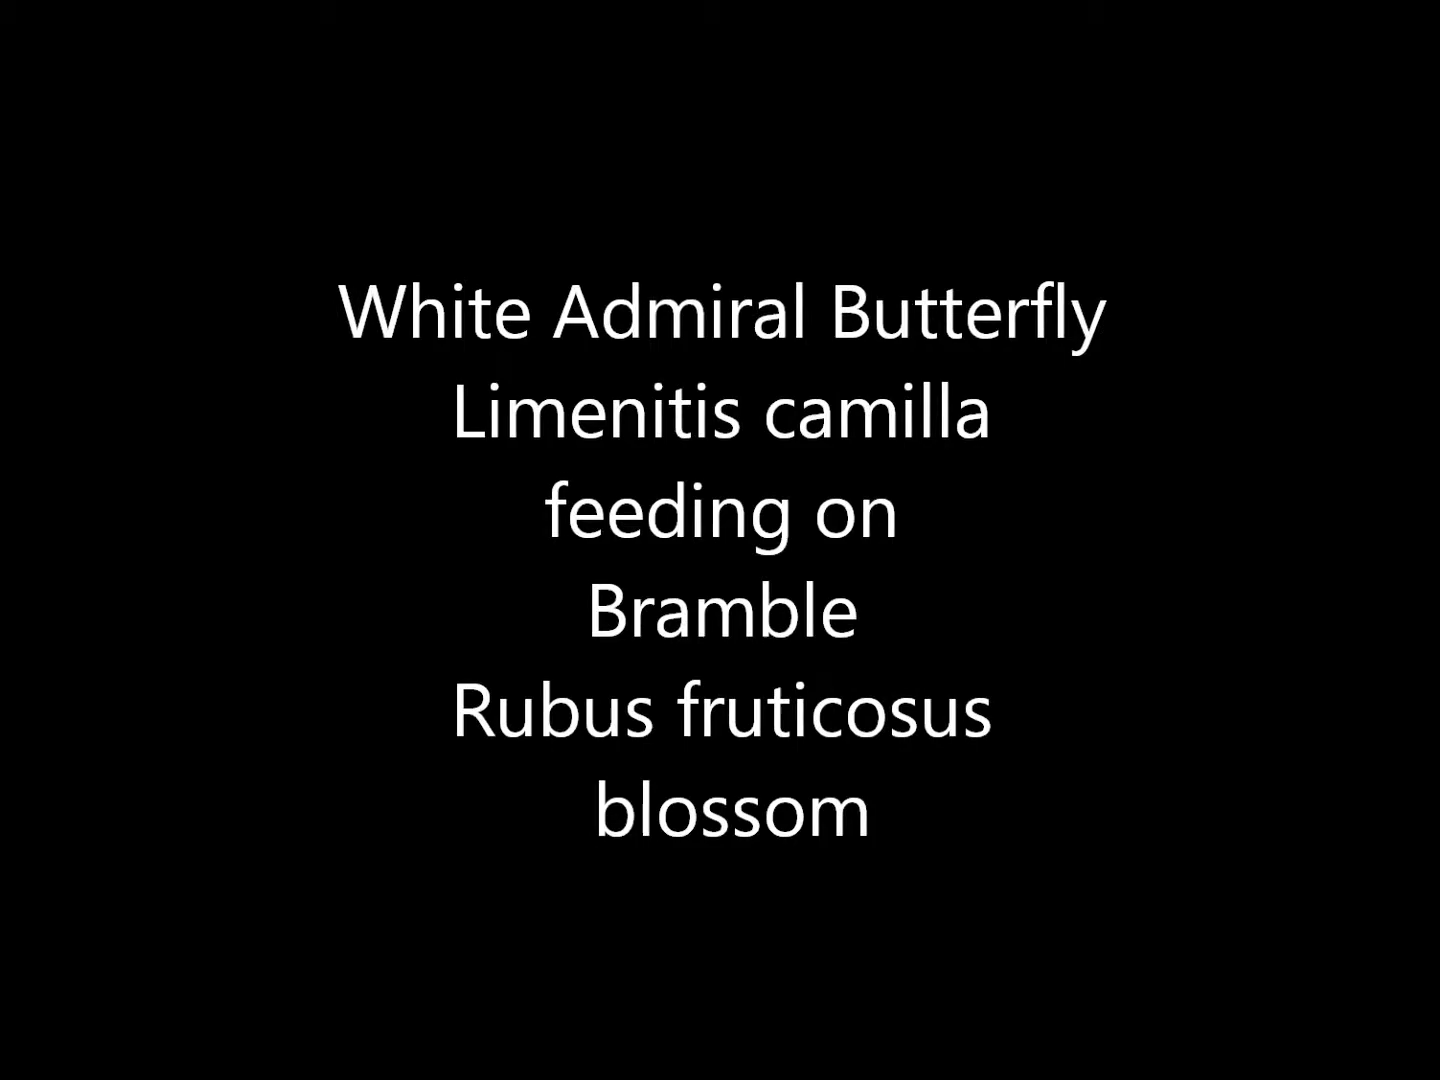 White Admiral Butterfly
Limenitis camilla
feeding on
Bramble
Rubus fruticosus
blossom